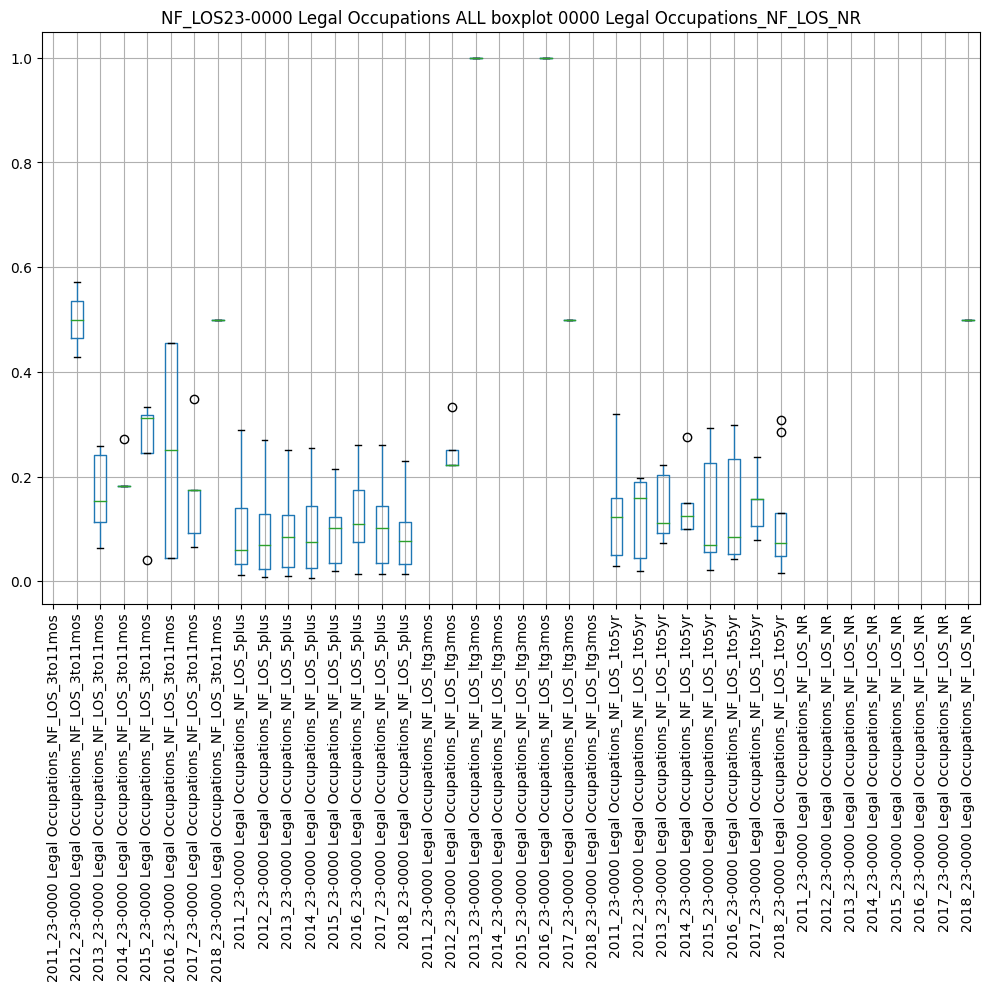 NF_LOS23-0000 Legal Occupations ALL boxplot 0000 Legal Occupations_NF_LOS_NR
1.0
0.8
0.6
0.4
0.2
0.0
2011_23-0000 Legal Occupations_NF_LOS_3to11mos
2012_23-0000 Legal Occupations_NF_LOS_3to11mos
2013_23-0000 Legal Occupations_NF_LOS_3to11mos
2014_23-0000 Legal Occupations_NF_LOS_3to11mos
2015_23-0000 Legal Occupations_NF_LOS_3to11mos
2016_23-0000 Legal Occupations_NF_LOS_3to11mos
2017_23-0000 Legal Occupations_NF_LOS_3to11mos
2018_23-0000 Legal Occupations_NF_LOS_3to11mos
2011_23-0000 Legal Occupations_NF_LOS_5plus
2012_23-0000 Legal Occupations_NF_LOS_5plus
2013_23-0000 Legal Occupations_NF_LOS_5plus
2014_23-0000 Legal Occupations_NF_LOS_5plus
2015_23-0000 Legal Occupations_NF_LOS_5plus
2016_23-0000 Legal Occupations_NF_LOS_5plus
2017_23-0000 Legal Occupations_NF_LOS_5plus
2018_23-0000 Legal Occupations_NF_LOS_5plus
2011_23-0000 Legal Occupations_NF_LOS_ltg3mos
2012_23-0000 Legal Occupations_NF_LOS_ltg3mos
2013_23-0000 Legal Occupations_NF_LOS_ltg3mos
2014_23-0000 Legal Occupations_NF_LOS_ltg3mos
2015_23-0000 Legal Occupations_NF_LOS_ltg3mos
2016_23-0000 Legal Occupations_NF_LOS_ltg3mos
2017_23-0000 Legal Occupations_NF_LOS_ltg3mos
2018_23-0000 Legal Occupations_NF_LOS_ltg3mos
2011_23-0000 Legal Occupations_NF_LOS_1to5yr
2012_23-0000 Legal Occupations_NF_LOS_1to5yr
2013_23-0000 Legal Occupations_NF_LOS_1to5yr
2014_23-0000 Legal Occupations_NF_LOS_1to5yr
2015_23-0000 Legal Occupations_NF_LOS_1to5yr
2016_23-0000 Legal Occupations_NF_LOS_1to5yr
2017_23-0000 Legal Occupations_NF_LOS_1to5yr
2018_23-0000 Legal Occupations_NF_LOS_1to5yr
2011_23-0000 Legal Occupations_NF_LOS_NR
2012_23-0000 Legal Occupations_NF_LOS_NR
2013_23-0000 Legal Occupations_NF_LOS_NR
2014_23-0000 Legal Occupations_NF_LOS_NR
2015_23-0000 Legal Occupations_NF_LOS_NR
2016_23-0000 Legal Occupations_NF_LOS_NR
2017_23-0000 Legal Occupations_NF_LOS_NR
2018_23-0000 Legal Occupations_NF_LOS_NR